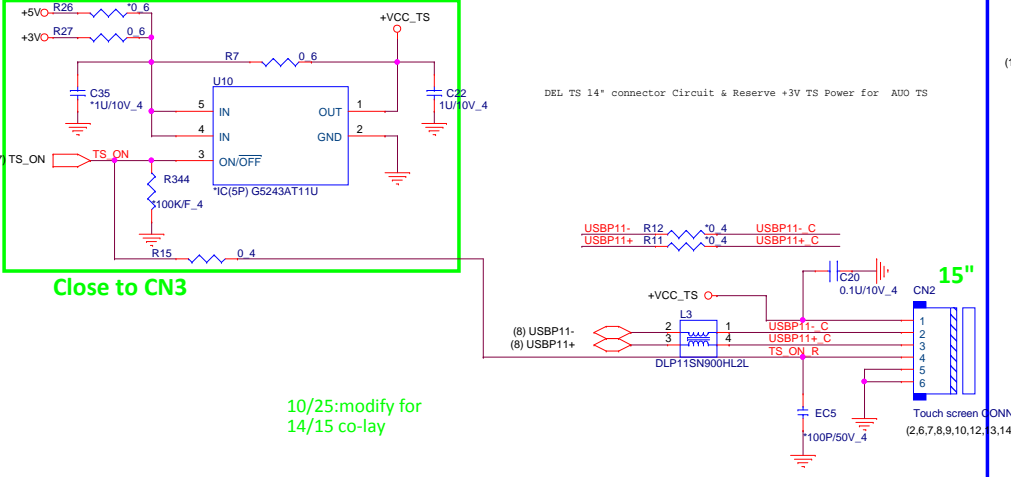 +5V R26 *0_6
+3V R27 0_6
+VCC_TS
R7 0_6
U10
C35
*1U/10V_4
C22
1U/10V_4
5 IN OUT 1
4 IN GND 2
3 ON/OFF
*IC(5P) G5243AT11U
TS_ON TS_ON
R344
*100K/F_4
R15 0_4
Close to CN3
DEL TS 14" connector Circuit & Reserve +3V TS Power for AUO TS
USBP11- R12 *0_4 USBP11-_C
USBP11+ R11 *0_4 USBP11+_C
C20
0.1U/10V_4
15"
CN2
+VCC_TS
L3
(8) USBP11- 2 1 USBP11-_C
(8) USBP11+ 3 4 USBP11+_C
TS_ON_R
DLP11SN900HL2L
1
2
3
4
5
6
EC5
*100P/50V_4
Touch screen CONN
(2,6,7,8,9,10,12,13,14
10/25:modify for
14/15 co-lay